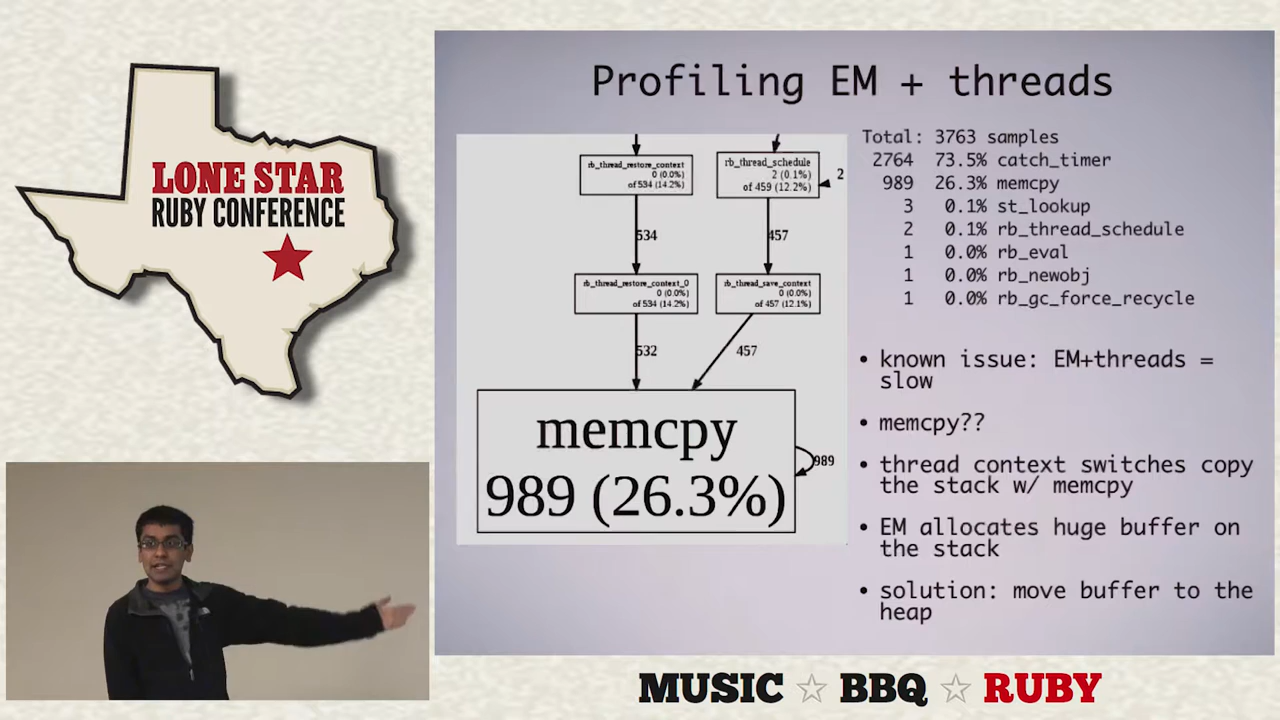 LONE STAR
RUBY CONFERENCE
Profiling EM + threads
rb_thread_restore_context
0 (0.0%)
of 534 (14.2%)
rb_thread_schedule
2 (0.1%)
of 459 (12.2%)
2
534
457
rb_thread_restore_context_0
0 (0.0%)
of 534 (14.2%)
rb_thread_save_context
0 (0.0%)
of 457 (12.1%)
532
457
memcpy
989 (26.3%)
989
Total: 3763 samples
2764 73.5% catch_timer
989 26.3% memcpy
3 0.1% st_lookup
2 0.1% rb_thread_schedule
1 0.0% rb_eval
1 0.0% rb_newobj
1 0.0% rb_gc_force_recycle
• known issue: EM+threads =
slow
• memcpy??
• thread context switches copy
the stack w/ memcpy
• EM allocates huge buffer on
the stack
• solution: move buffer to the
heap
MUSIC ☆ BBQ ☆ RUBY